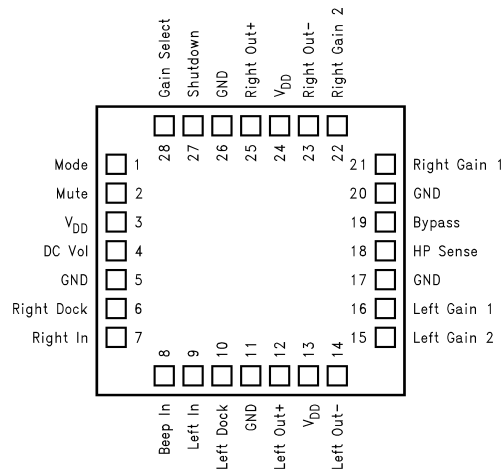 Gain Select
Shutdown
GND
Right Out+
V_DD
Right Out-
Right Gain 2
28
27
26
25
24
23
22
Mode 1
Mute 2
V_DD 3
DC Vol 4
GND 5
Right Dock 6
Right In 7
21 Right Gain 1
20 GND
19 Bypass
18 HP Sense
17 GND
16 Left Gain 1
15 Left Gain 2
8
9
10
11
12
13
14
Beep In
Left In
Left Dock
GND
Left Out+
V_DD
Left Out-